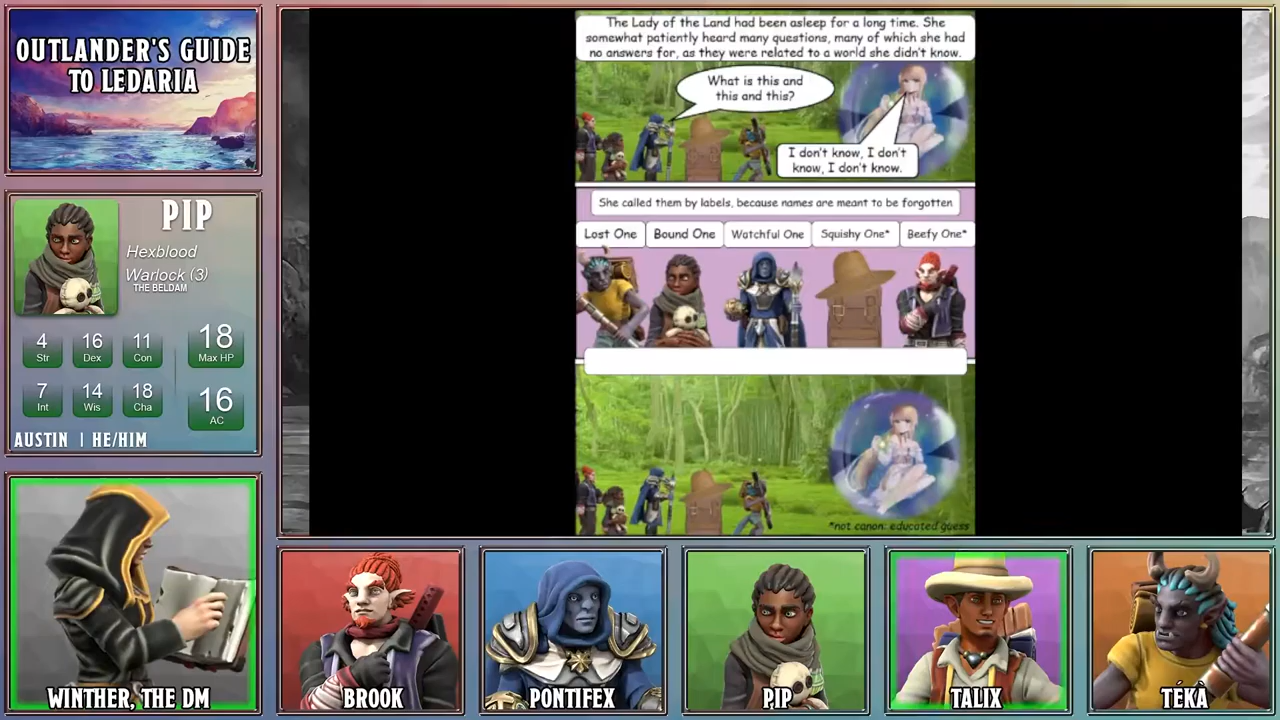 OUTLANDER'S GUIDE
TO LEDARIA
PIP
Hexblood
Warlock (3)
THE BELDAM
4
Str
16
Dex
11
Con
18
Max HP
7
Int
14
Wis
18
Cha
16
AC
AUSTIN | HE/HIM
The Lady of the Land had been asleep for a long time. She
somewhat patiently heard many questions, many of which she had
no answers for, as they were related to a world she didn't know.
What is this and
this and this?
I don't know, I don't
know, I don't know.
She called them by labels, because names are meant to be forgotten
Lost One
Bound One
Watchful One
Squishy One*
Beefy One*
*not canon: educated guess
WINTHER, THE DM
BROOK
PONTIFEX
PIP
TALIX
TÉKÀ